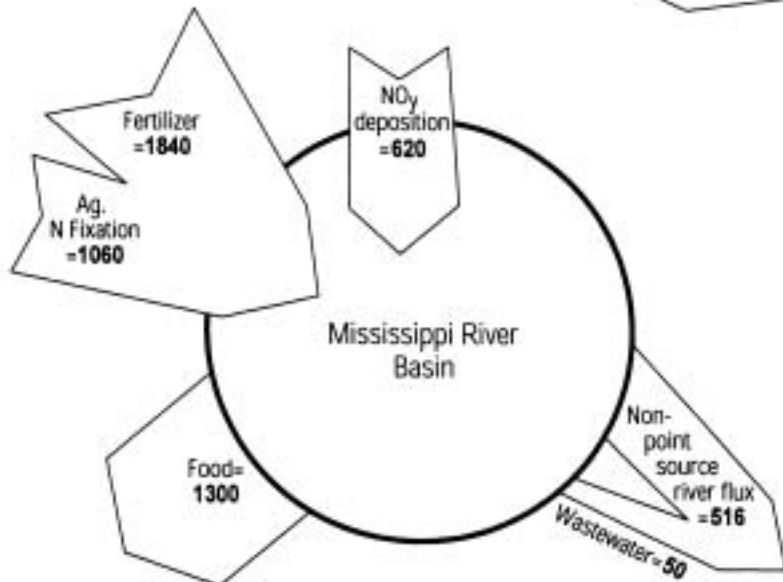 Fertilizer
=1840
Ag.
N Fixation
=1060
NOy
deposition
=620
Mississippi River
Basin
Food=
1300
Non-
point
source
river flux
=516
Wastewater=50